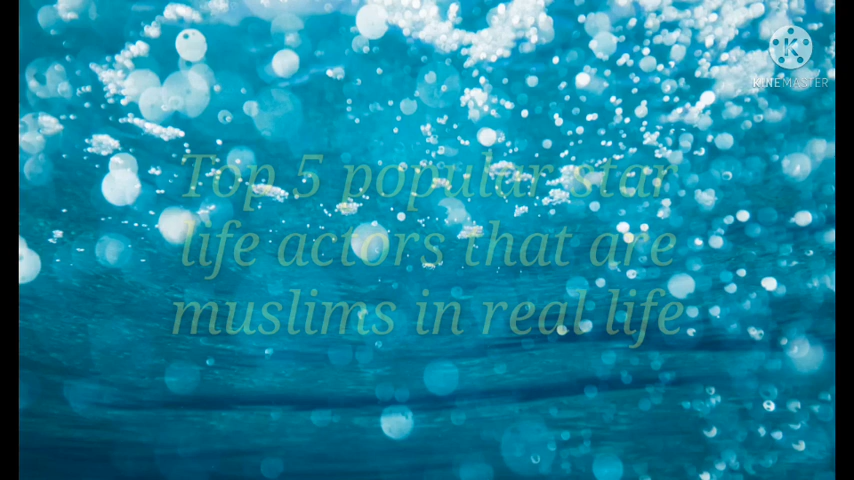 K
KINEMASTER
Top 5 popular star
life actors that are
muslims in real life